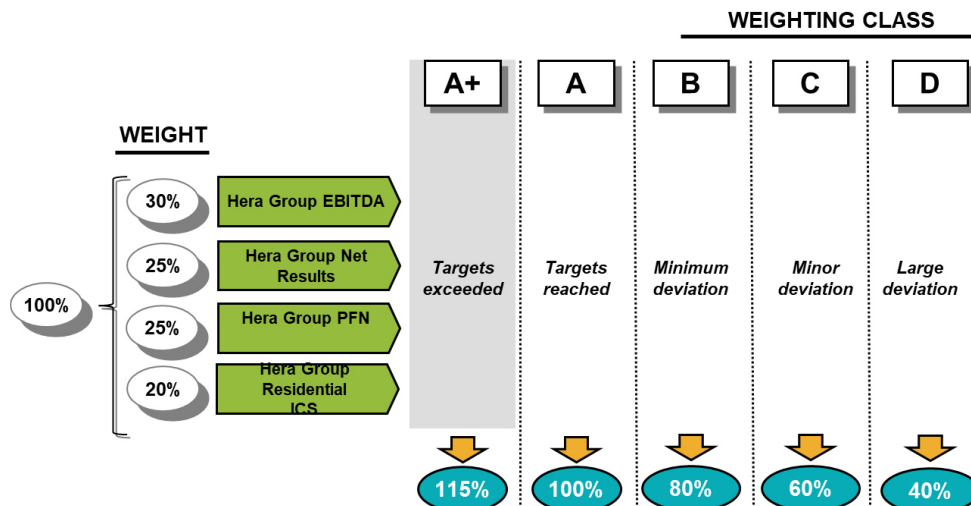 WEIGHTING CLASS
A+
A
B
C
D
WEIGHT
30%
Hera Group EBITDA
25%
Hera Group Net
Results
Targets
exceeded
Targets
reached
Minimum
deviation
Minor
deviation
Large
deviation
100%
25%
Hera Group PFN
20%
Hera Group
Residential
ICS
115%
100%
80%
60%
40%